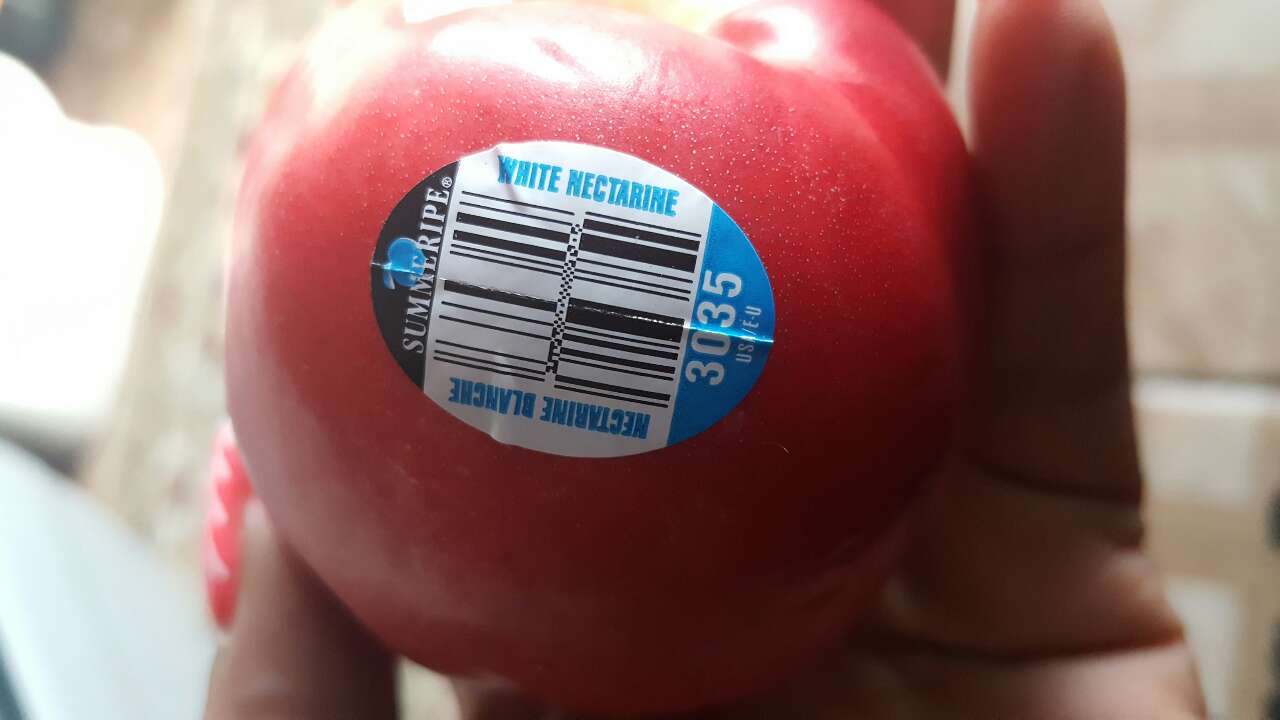 SUMMERIPE®
WHITE NECTARINE
NECTARINE BLANCHE
3035
USA/E-U